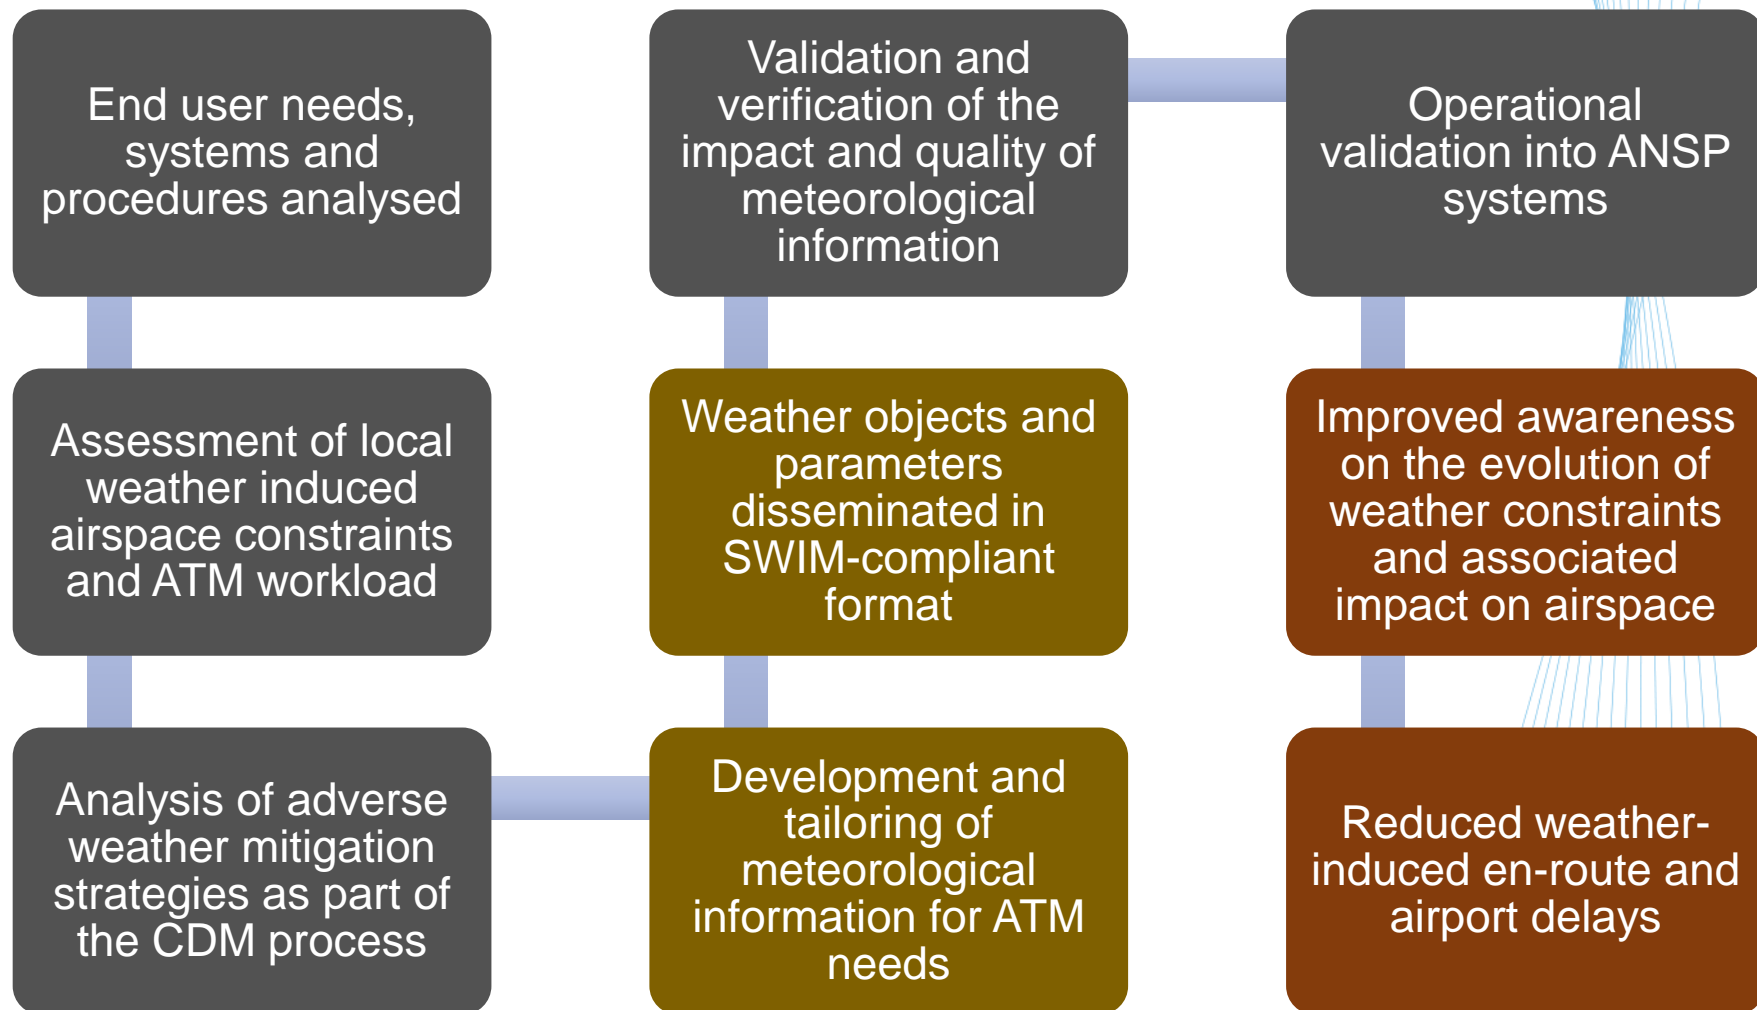 End user needs,
systems and
procedures analysed
Assessment of local
weather induced
airspace constraints
and ATM workload
Analysis of adverse
weather mitigation
strategies as part of
the CDM process
Development and
tailoring of
meteorological
information for ATM
needs
Weather objects and
parameters
disseminated in
SWIM-compliant
format
Validation and
verification of the
impact and quality of
meteorological
information
Operational
validation into ANSP
systems
Improved awareness
on the evolution of
weather constraints
and associated
impact on airspace
Reduced weather-
induced en-route and
airport delays